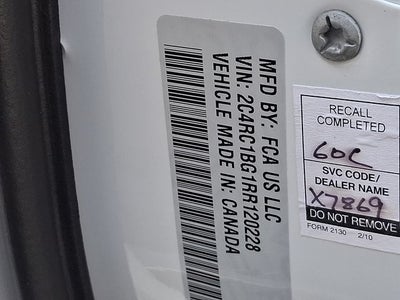 MFD BY: FCA US LLC
VIN: 2C4RC1BG1RR120228
VEHICLE MADE IN: CANADA
RECALL
COMPLETED
60C
SVC CODE/
DEALER NAME
X7869
DO NOT REMOVE
FORM 2130 2/10